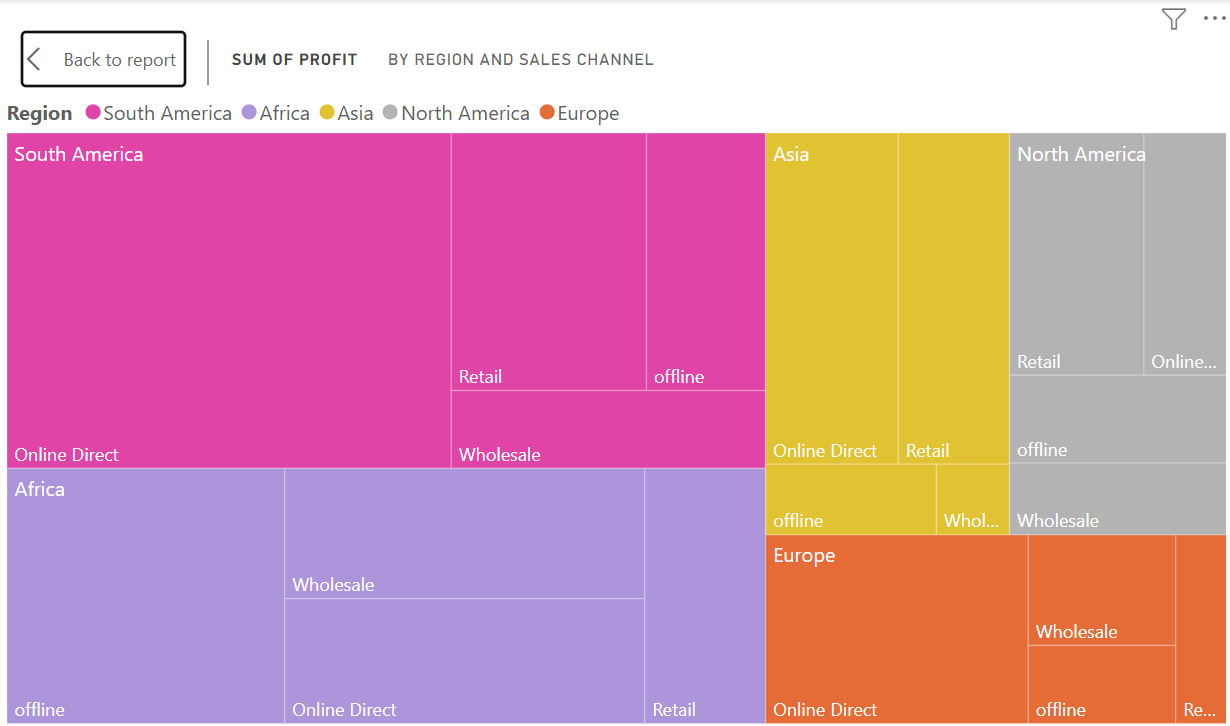 Back to report
SUM OF PROFIT BY REGION AND SALES CHANNEL
Region South America Africa Asia North America Europe
South America
Retail
offline
Online Direct
Wholesale
Asia
Online Direct
Retail
offline
Whol...
North America
Retail
Online...
offline
Wholesale
Africa
Wholesale
offline
Online Direct
Retail
Europe
Wholesale
Online Direct
offline
Re...